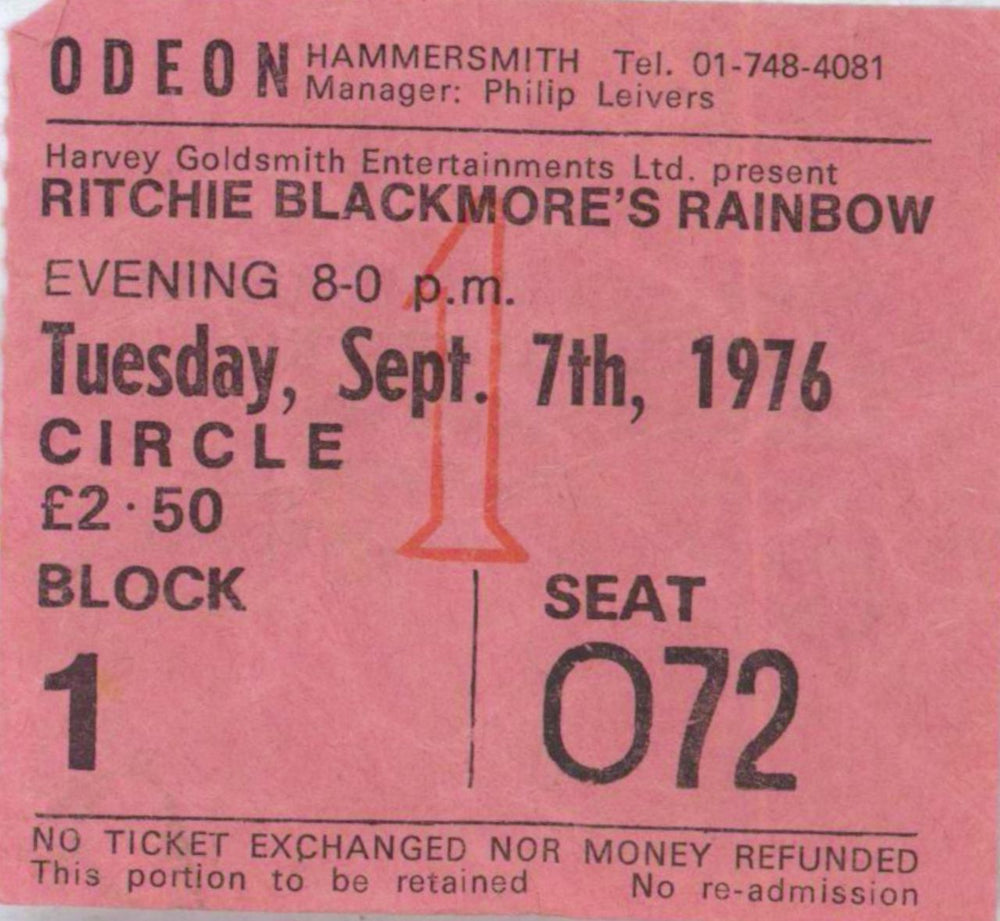 ODEON HAMMERSMITH Tel. 01-748-4081
Manager: Philip Leivers
Harvey Goldsmith Entertainments Ltd. present
RITCHIE BLACKMORE'S RAINBOW
EVENING 8-0 p.m.
1
Tuesday, Sept. 7th, 1976
CIRCLE
£2·50
BLOCK SEAT
1 O72
NO TICKET EXCHANGED NOR MONEY REFUNDED
This portion to be retained No re-admission